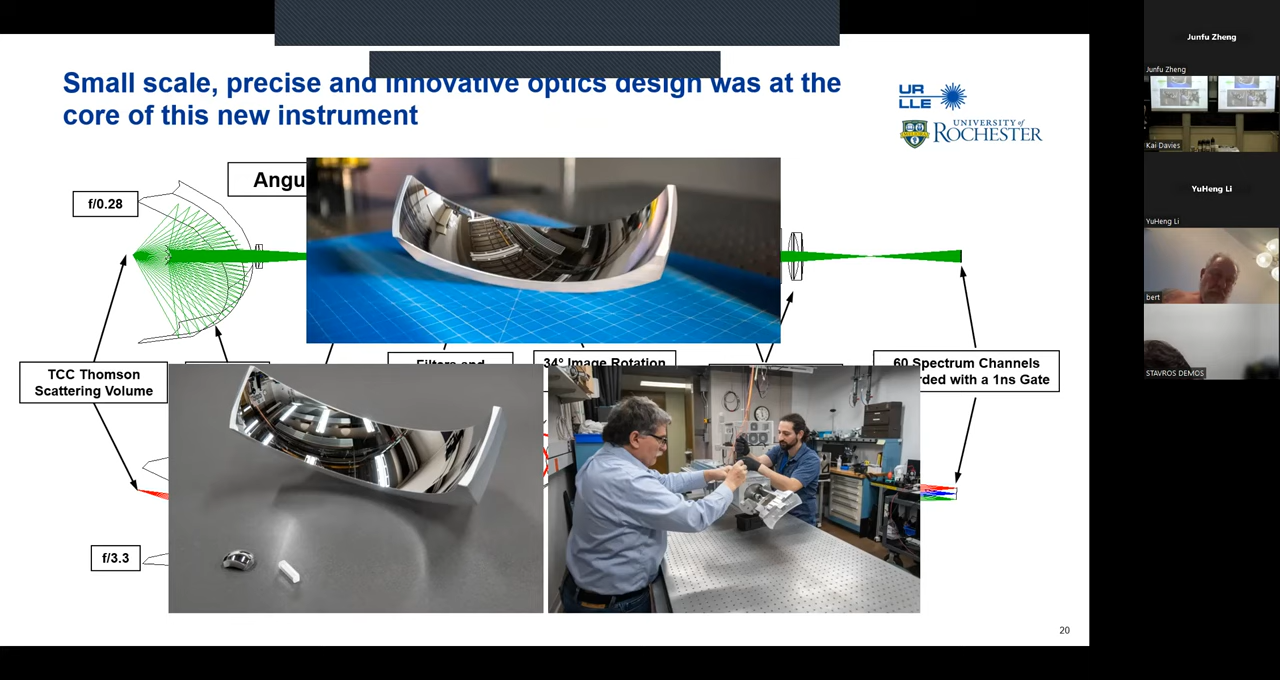 Small scale, precise and innovative optics design was at the
core of this new instrument
UR
LLE
UNIVERSITY of
ROCHESTER
f/0.28
Angu
TCC Thomson
Scattering Volume
Filters and
34° Image Rotation
60 Spectrum Channels
rded with a 1ns Gate
f/3.3
20
Junfu Zheng
Junfu Zheng
Kai Davies
YuHeng Li
YuHeng Li
bert
STAVROS DEMOS